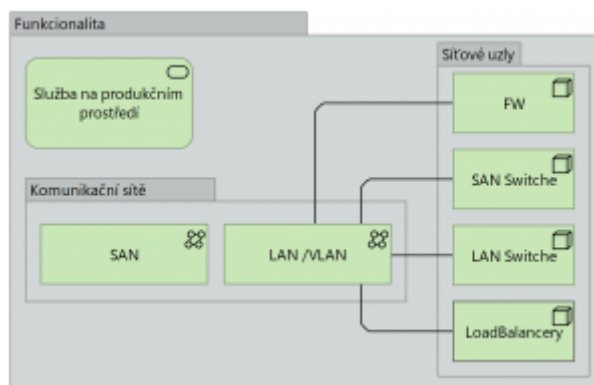 Funkcionalita
Síťové uzly
Služba na produkčním
prostředí
FW
SAN Switche
Komunikační sítě
SAN
LAN /VLAN
LAN Switche
LoadBalancery